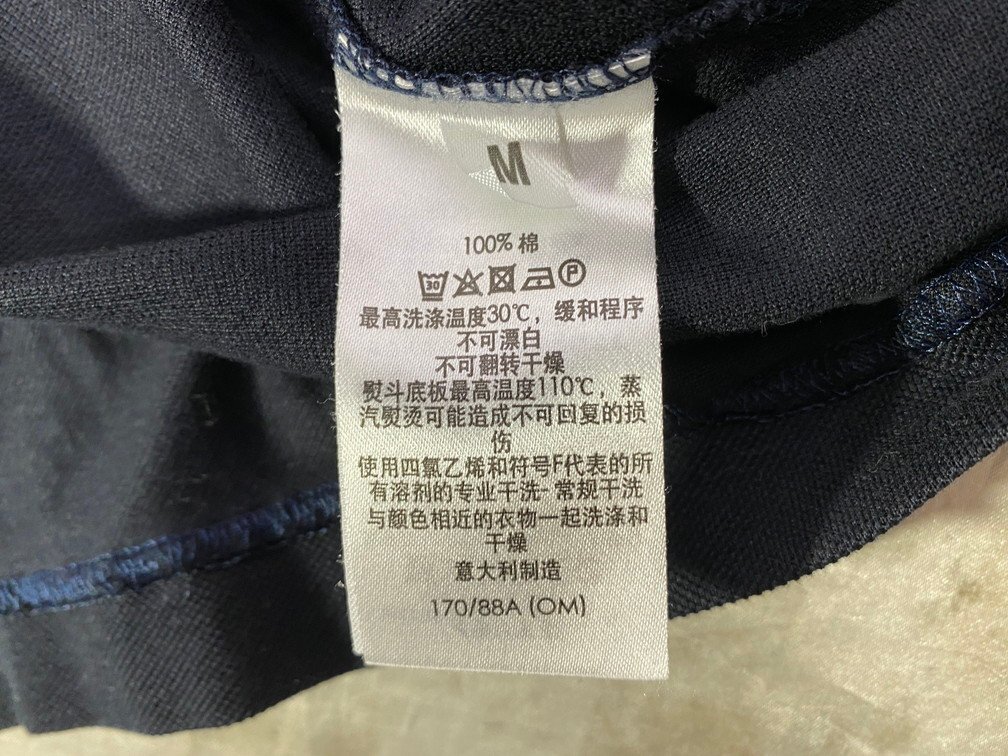 M
100% 棉
30 P
最高洗涤温度30℃，缓和程序
不可漂白
不可翻转干燥
熨斗底板最高温度110℃，蒸
汽熨烫可能造成不可回复的损
伤
使用四氯乙烯和符号F代表的所
有溶剂的专业干洗- 常规干洗
与颜色相近的衣物一起洗涤和
干燥
意大利制造
170/88A (OM)